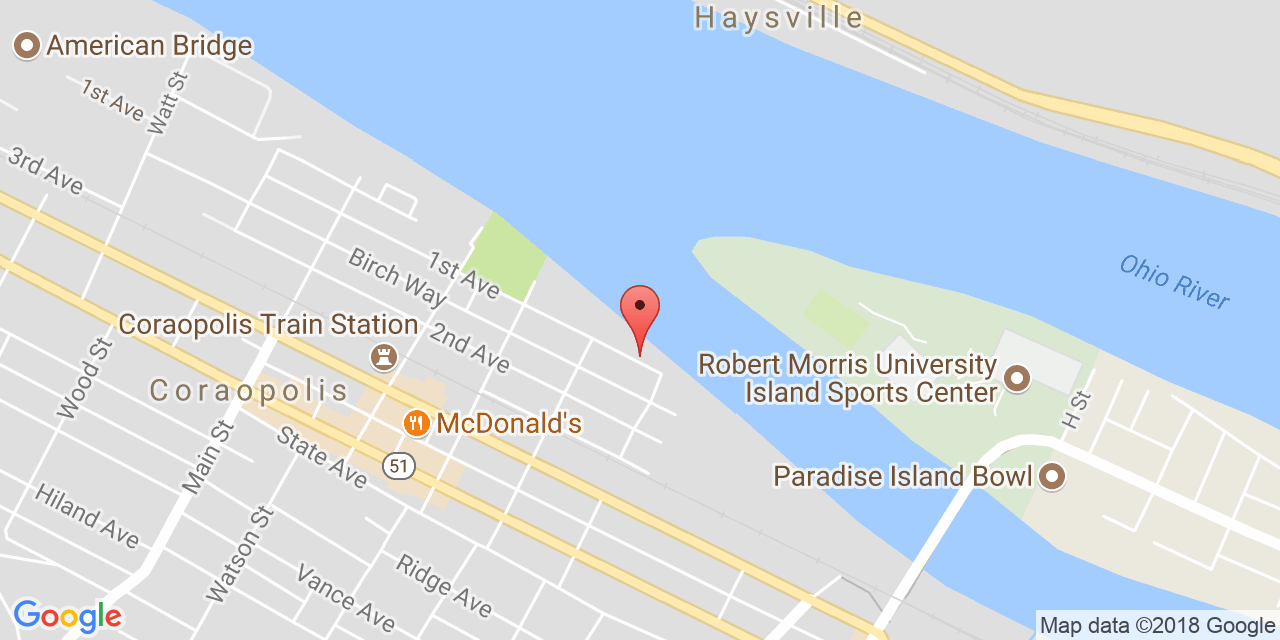 Haysville
American Bridge
1st Ave
Watt St
3rd Ave
Ohio River
1st Ave
Birch Way
Coraopolis Train Station
2nd Ave
Wood St
Robert Morris University
Island Sports Center
Coraopolis
H St
McDonald's
Main St
State Ave
51
Paradise Island Bowl
Hiland Ave
Watson St
Vance Ave
Ridge Ave
Google
Map data ©2018 Google